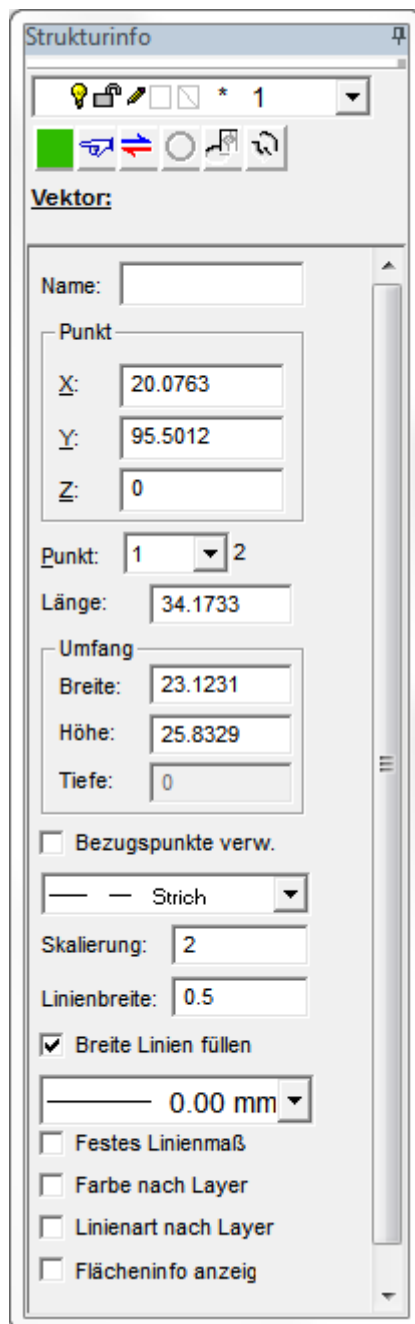 Strukturinfo
* 1
Vektor:
Name:
Punkt
X: 20.0763
Y: 95.5012
Z: 0
Punkt: 1 2
Länge: 34.1733
Umfang
Breite: 23.1231
Höhe: 25.8329
Tiefe: 0
Bezugspunkte verw.
Strich
Skalierung: 2
Linienbreite: 0.5
Breite Linien füllen
0.00 mm
Festes Linienmaß
Farbe nach Layer
Linienart nach Layer
Flächeninfo anzeig